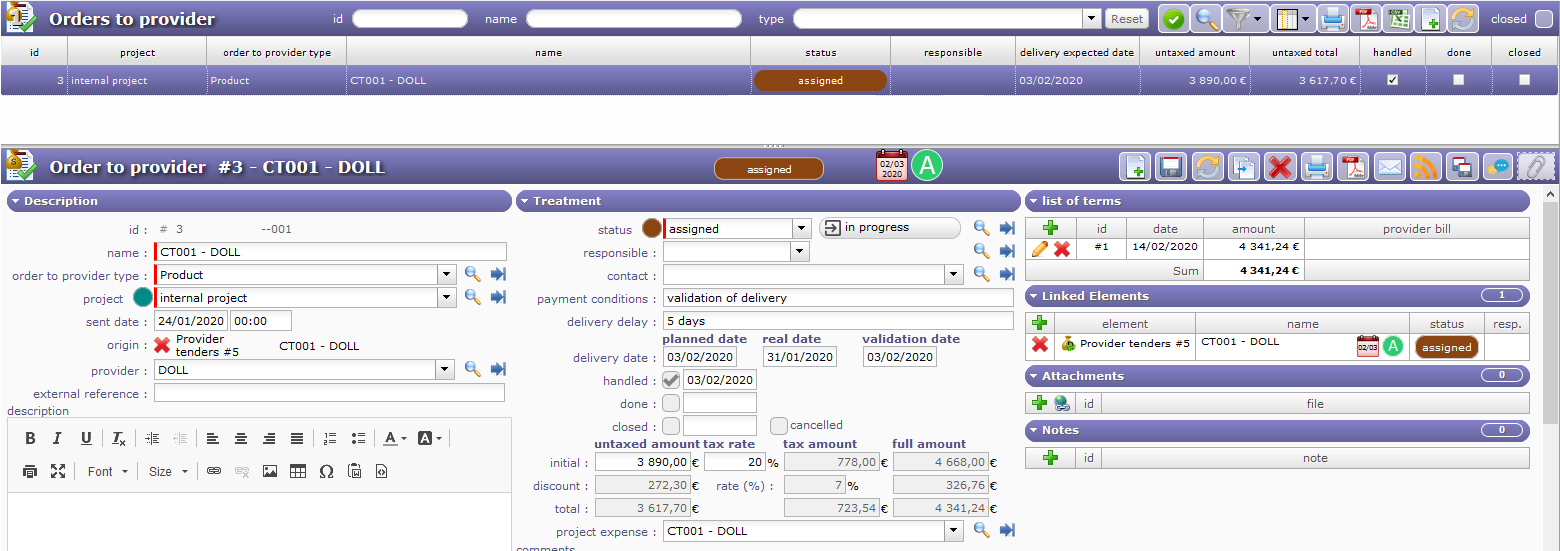 Orders to provider id name type Reset closed
id project order to provider type name status responsible delivery expected date untaxed amount untaxed total handled done closed
3 internal project Product CT001 - DOLL assigned 03/02/2020 3 890,00 € 3 617,70 €
Order to provider #3 - CT001 - DOLL assigned 02/03 2020 A
Description
id : # 3 --001
name : CT001 - DOLL
order to provider type : Product
project : internal project
sent date : 24/01/2020 00:00
origin : Provider tenders #5 CT001 - DOLL
provider : DOLL
external reference :
description
B I U Tx A A
Font Size Ω
Treatment
status : assigned in progress
responsible :
contact :
payment conditions : validation of delivery
delivery delay : 5 days
planned date real date validation date
delivery date : 03/02/2020 31/01/2020 03/02/2020
handled : 03/02/2020
done :
closed : cancelled
untaxed amount tax rate tax amount full amount
initial : 3 890,00 € 20 % 778,00 € 4 668,00 €
discount : 272,30 € rate (%) : 7 % 326,76 €
total : 3 617,70 € 723,54 € 4 341,24 €
project expense : CT001 - DOLL
comments
list of terms
id date amount provider bill
#1 14/02/2020 4 341,24 €
Sum 4 341,24 €
Linked Elements 1
element name status resp.
Provider tenders #5 CT001 - DOLL 02/03 A assigned
Attachments 0
id file
Notes 0
id note